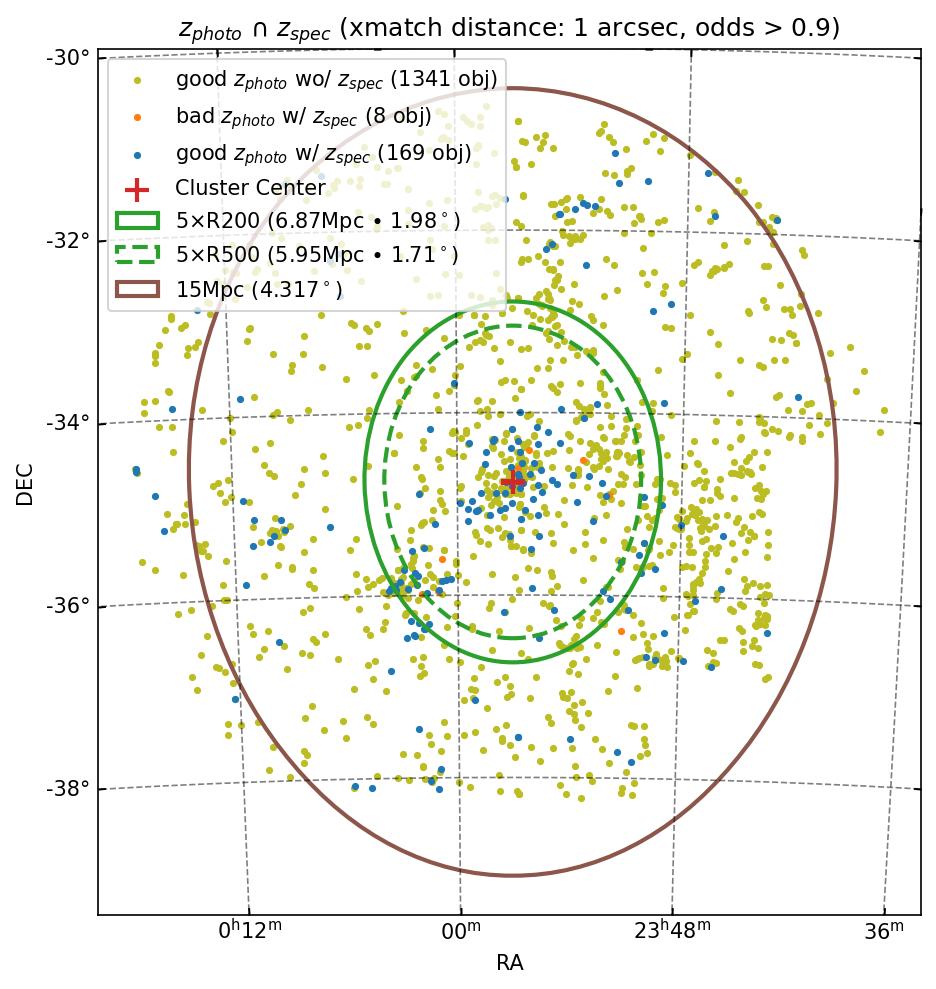 z_photo ∩ z_spec (xmatch distance: 1 arcsec, odds > 0.9)
-30°
good z_photo wo/ z_spec (1341 obj)
bad z_photo w/ z_spec (8 obj)
good z_photo w/ z_spec (169 obj)
Cluster Center
5×R200 (6.87Mpc • 1.98°)
5×R500 (5.95Mpc • 1.71°)
15Mpc (4.317°)
-32°
-34°
DEC
-36°
-38°
0ʰ12ᵐ 00ᵐ 23ʰ48ᵐ 36ᵐ
RA